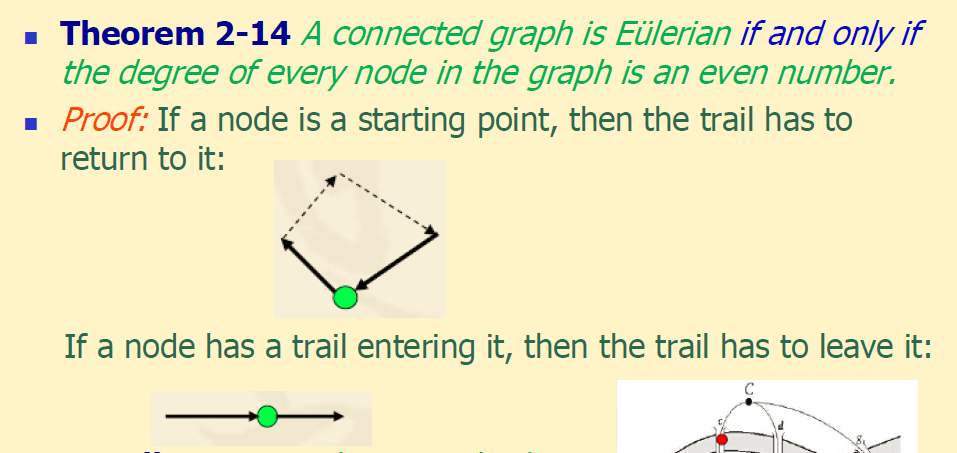 Theorem 2-14 A connected graph is Eülerian if and only if
the degree of every node in the graph is an even number.
Proof: If a node is a starting point, then the trail has to
return to it:
If a node has a trail entering it, then the trail has to leave it:
C
c
d
g